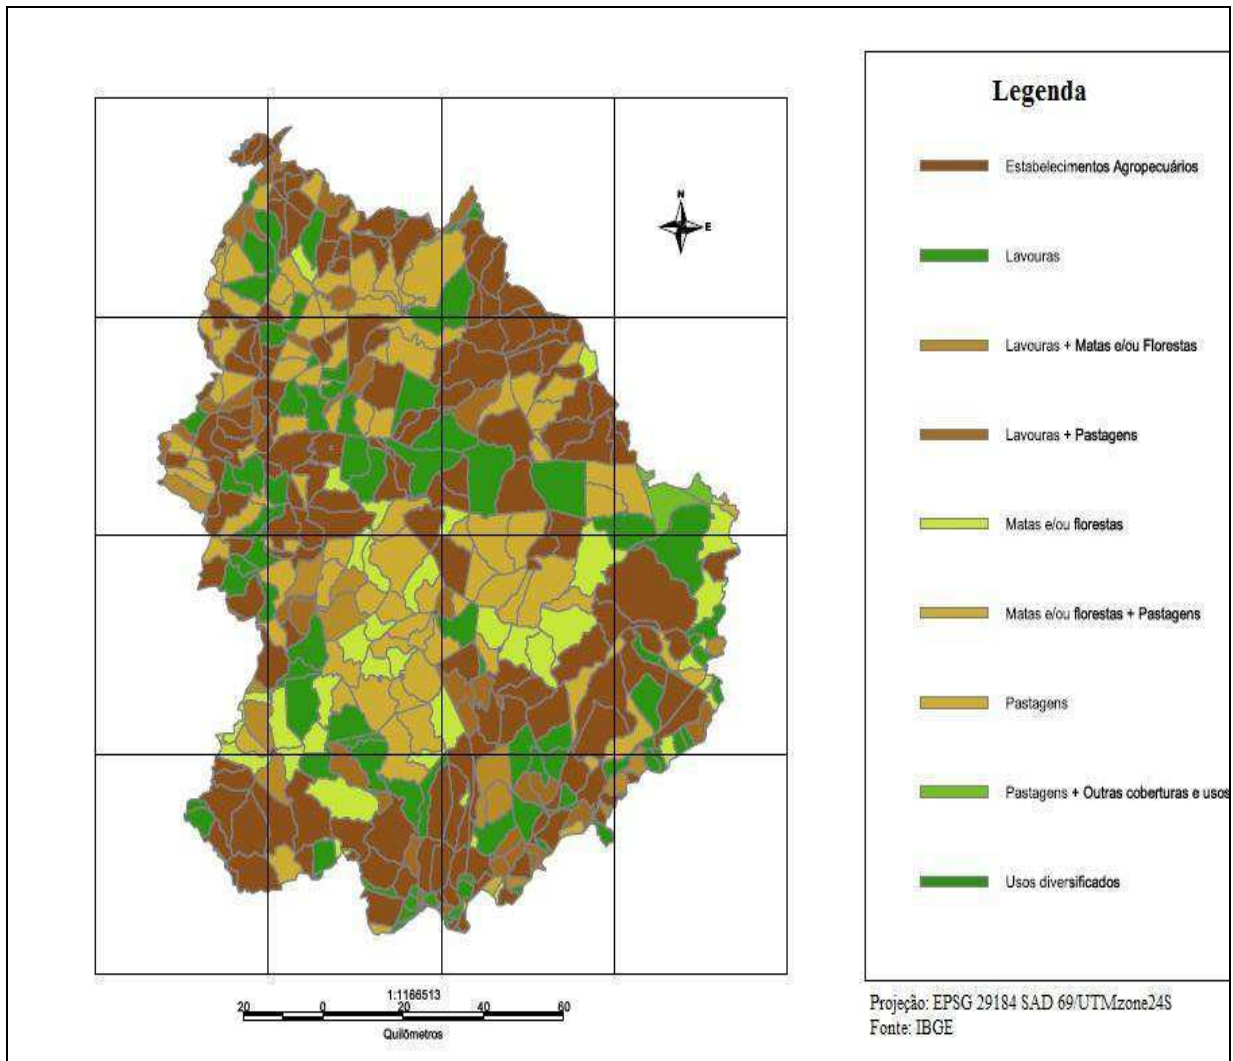 Legenda
Estabelecimentos Agropecuários
Lavouras
Lavouras + Matas e/ou Florestas
Lavouras + Pastagens
Matas e/ou florestas
Matas e/ou florestas + Pastagens
Pastagens
Pastagens + Outras coberturas e usos
Usos diversificados
N
E
1:1166513
20 0 20 40 60
Quilômetros
Projeção: EPSG 29184 SAD 69/UTMzone24S
Fonte: IBGE